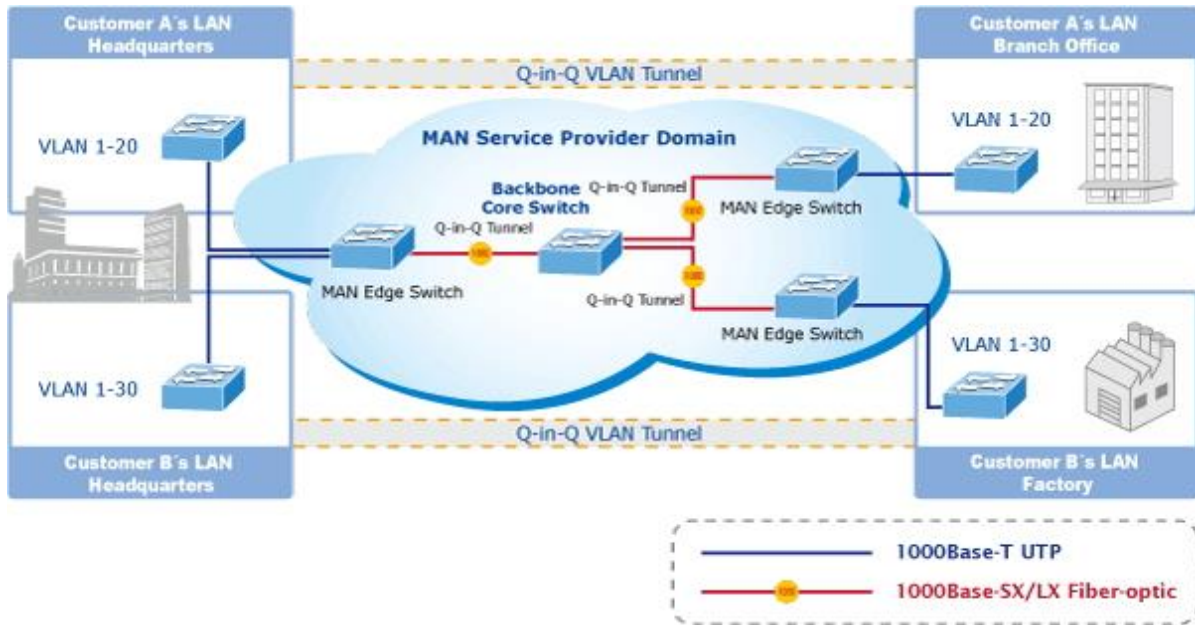 Customer A´s LAN
Headquarters
Customer A´s LAN
Branch Office
Q-in-Q VLAN Tunnel
VLAN 1-20
MAN Service Provider Domain
VLAN 1-20
Q-in-Q Tunnel
Backbone
Core Switch
MAN Edge Switch
Q-in-Q Tunnel
MAN Edge Switch
Q-in-Q Tunnel
MAN Edge Switch
VLAN 1-30
VLAN 1-30
Q-in-Q VLAN Tunnel
Customer B´s LAN
Headquarters
Customer B´s LAN
Factory
1000Base-T UTP
1000Base-SX/LX Fiber-optic